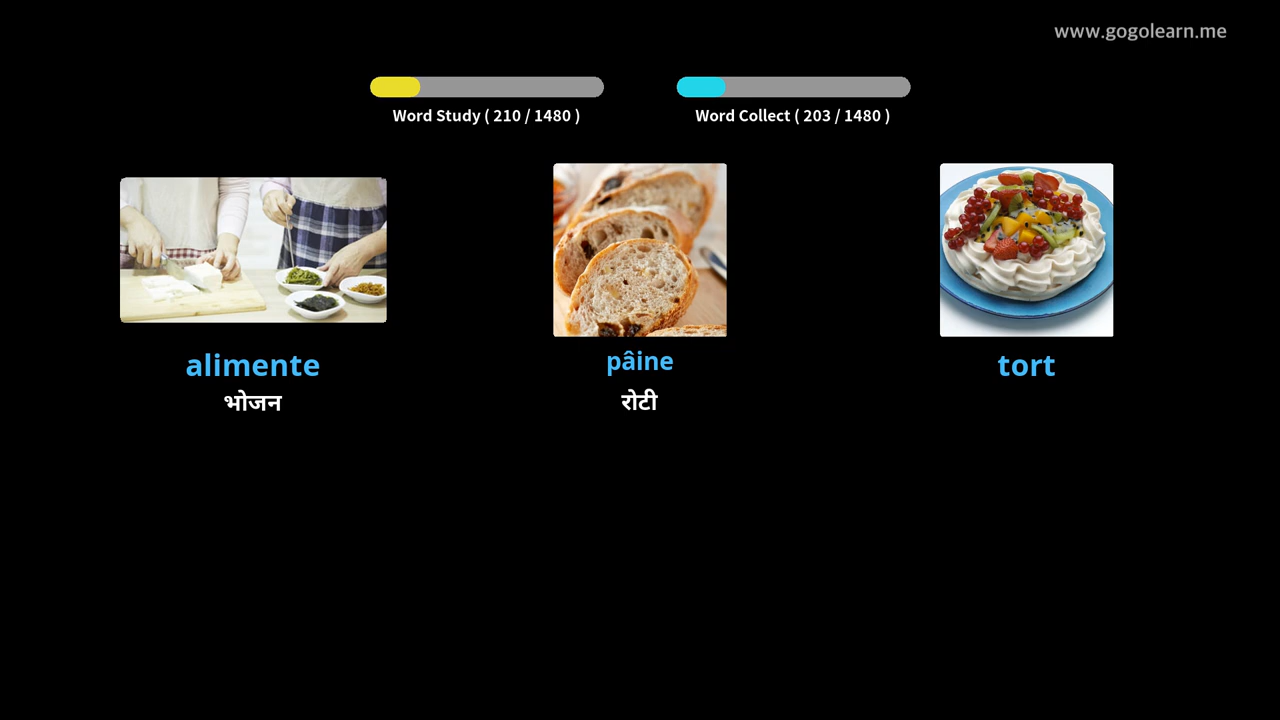 www.gogolearn.me
Word Study ( 210 / 1480 )
Word Collect ( 203 / 1480 )
alimente
भोजन
pâine
रोटी
tort